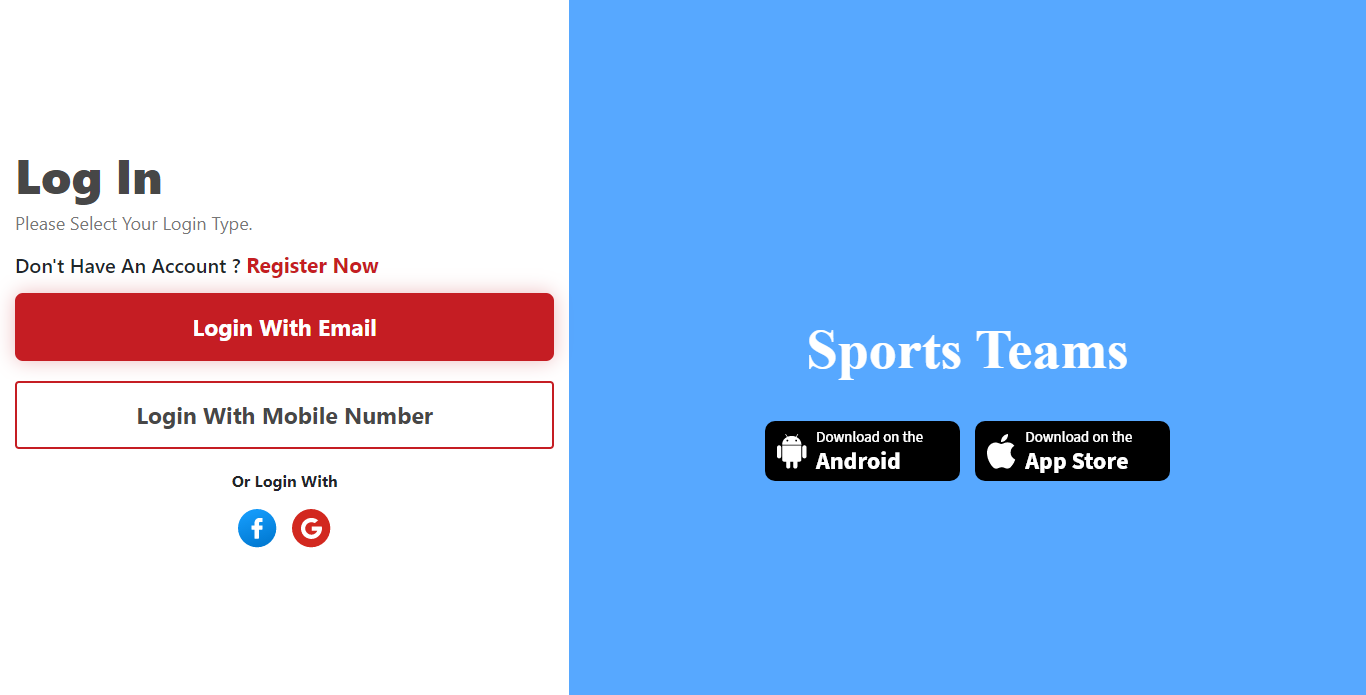 Log In
Please Select Your Login Type.
Don't Have An Account ? Register Now
Login With Email
Login With Mobile Number
Or Login With
Sports Teams
Download on the
Android
Download on the
App Store